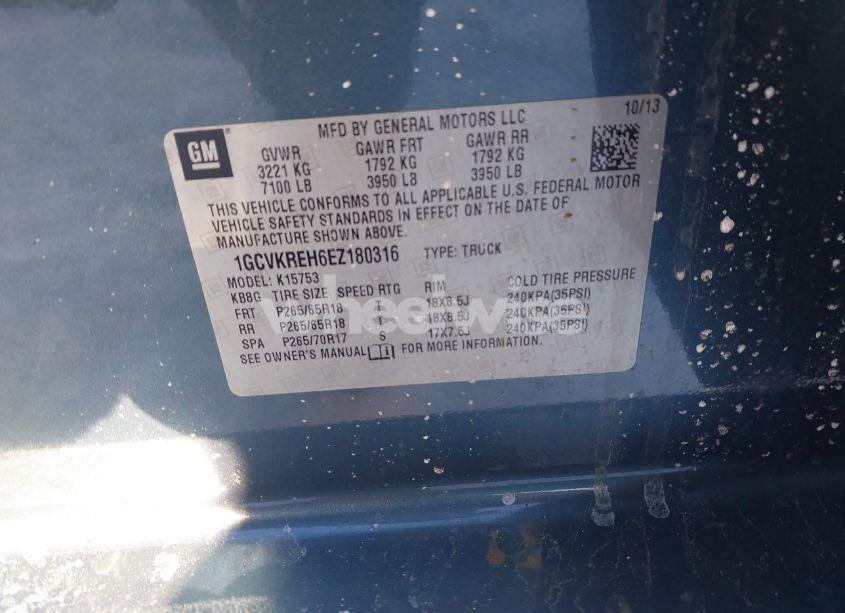 GM
MFD BY GENERAL MOTORS LLC 10/13
GVWR GAWR FRT GAWR RR
3221 KG 1792 KG 1792 KG
7100 LB 3950 LB 3950 LB
THIS VEHICLE CONFORMS TO ALL APPLICABLE U.S. FEDERAL MOTOR
VEHICLE SAFETY STANDARDS IN EFFECT ON THE DATE OF
MANUFACTURE SHOWN ABOVE.
1GCVKREH6EZ180316 TYPE: TRUCK
MODEL: K15753
KB8G TIRE SIZE SPEED RTG RIM COLD TIRE PRESSURE
FRT P265/65R18 T 18X8.5J 240KPA(35PSI)
RR P265/65R18 T 18X8.5J 240KPA(35PSI)
SPA P265/70R17 S 17X7.5J 240KPA(35PSI)
SEE OWNER'S MANUAL FOR MORE INFORMATION.